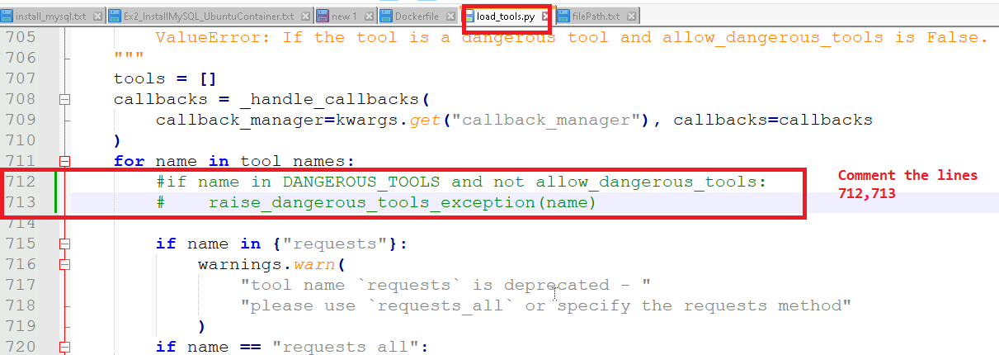 install_mysql.txt Ex2_InstallMySQL_UbuntuContainer.txt new 1 Dockerfile load_tools.py filePath.txt
705 ValueError: If the tool is a dangerous tool and allow_dangerous_tools is False.
706 """
707 tools = []
708 callbacks = _handle_callbacks(
709 callback_manager=kwargs.get("callback_manager"), callbacks=callbacks
710 )
711 for name in tool_names:
712 #if name in DANGEROUS_TOOLS and not allow_dangerous_tools:
713 #    raise_dangerous_tools_exception(name)
Comment the lines
712,713
714
715 if name in {"requests"}:
716 warnings.warn(
717 "tool name `requests` is deprecated - "
718 "please use `requests_all` or specify the requests method"
719 )
720 if name == "requests_all":